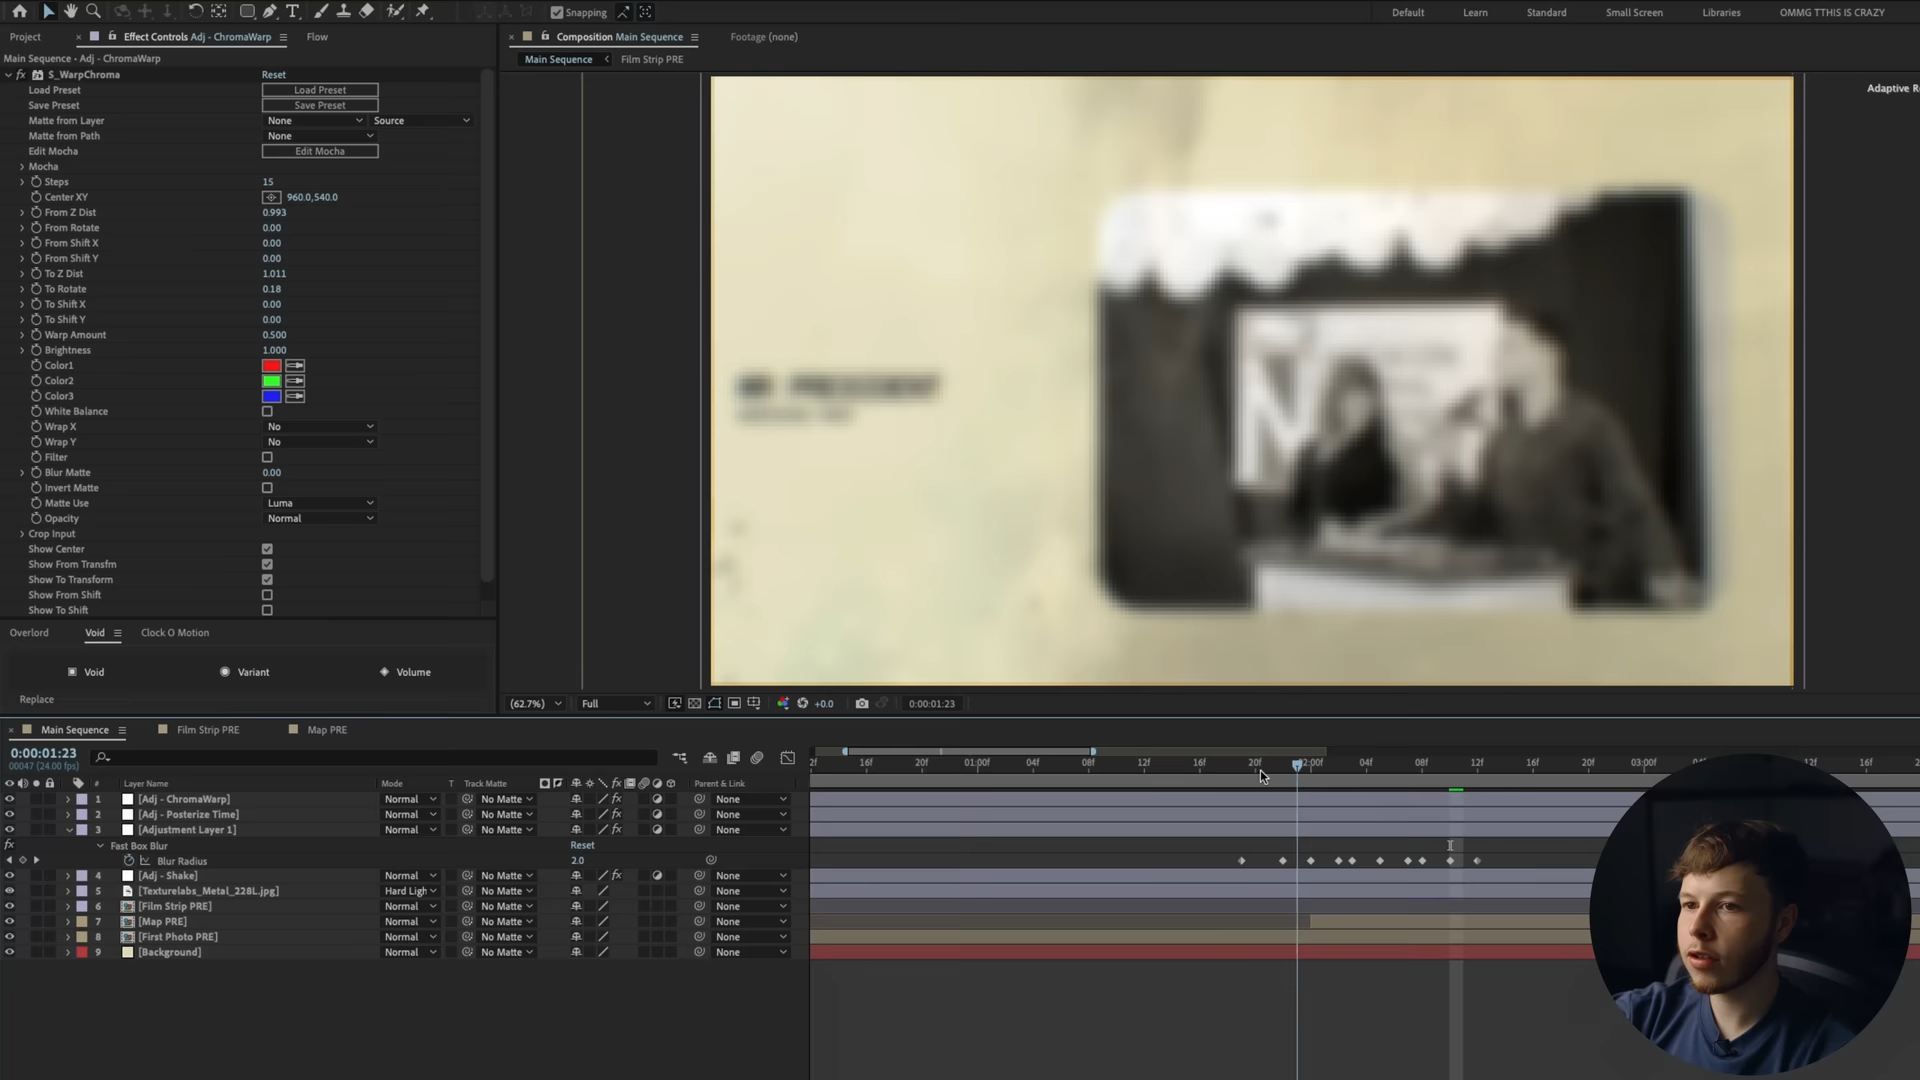 Snapping
Default Learn Standard Small Screen Libraries OMMG TTHIS IS CRAZY
Project × Effect Controls Adj - ChromaWarp Flow
Main Sequence • Adj - ChromaWarp
fx S_WarpChroma Reset
Load Preset Load Preset
Save Preset Save Preset
Matte from Layer None Source
Matte from Path None
Edit Mocha Edit Mocha
Mocha
Steps 15
Center XY 960.0,540.0
From Z Dist 0.993
From Rotate 0.00
From Shift X 0.00
From Shift Y 0.00
To Z Dist 1.011
To Rotate 0.18
To Shift X 0.00
To Shift Y 0.00
Warp Amount 0.500
Brightness 1.000
Color1
Color2
Color3
White Balance
Wrap X No
Wrap Y No
Filter
Blur Matte 0.00
Invert Matte
Matte Use Luma
Opacity Normal
Crop Input
Show Center
Show From Transfm
Show To Transform
Show From Shift
Show To Shift
Overlord Void Clock O Motion
Void Variant Volume
Replace
× Composition Main Sequence Footage (none)
Main Sequence Film Strip PRE
Adaptive Re
(62.7%) Full +0.0 0:00:01:23
× Main Sequence Film Strip PRE Map PRE
0:00:01:23
00047 (24.00 fps)
# Layer Name Mode T Track Matte fx Parent & Link
2f 16f 20f 01:00f 04f 08f 12f 16f 20f 02:00f 04f 08f 12f 16f 20f 03:00f 12f 16f
1 [Adj - ChromaWarp] Normal No Matte fx None
2 [Adj - Posterize Time] Normal No Matte fx None
3 [Adjustment Layer 1] Normal No Matte fx None
fx Fast Box Blur Reset
Blur Radius 2.0
4 [Adj - Shake] Normal No Matte fx None
5 [Texturelabs_Metal_228L.jpg] Hard Ligh No Matte None
6 [Film Strip PRE] Normal No Matte None
7 [Map PRE] Normal No Matte None
8 [First Photo PRE] Normal No Matte None
9 [Background] Normal No Matte None